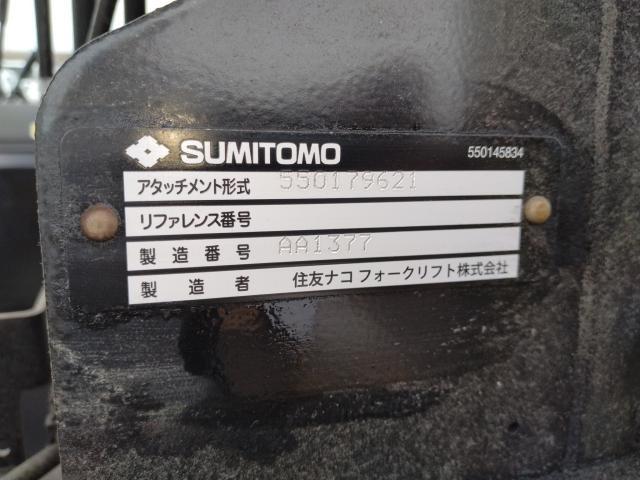 SUMITOMO 550145834
アタッチメント形式 550179621
リファレンス番号
製造番号 AA1377
製造者 住友ナコ フォークリフト株式会社